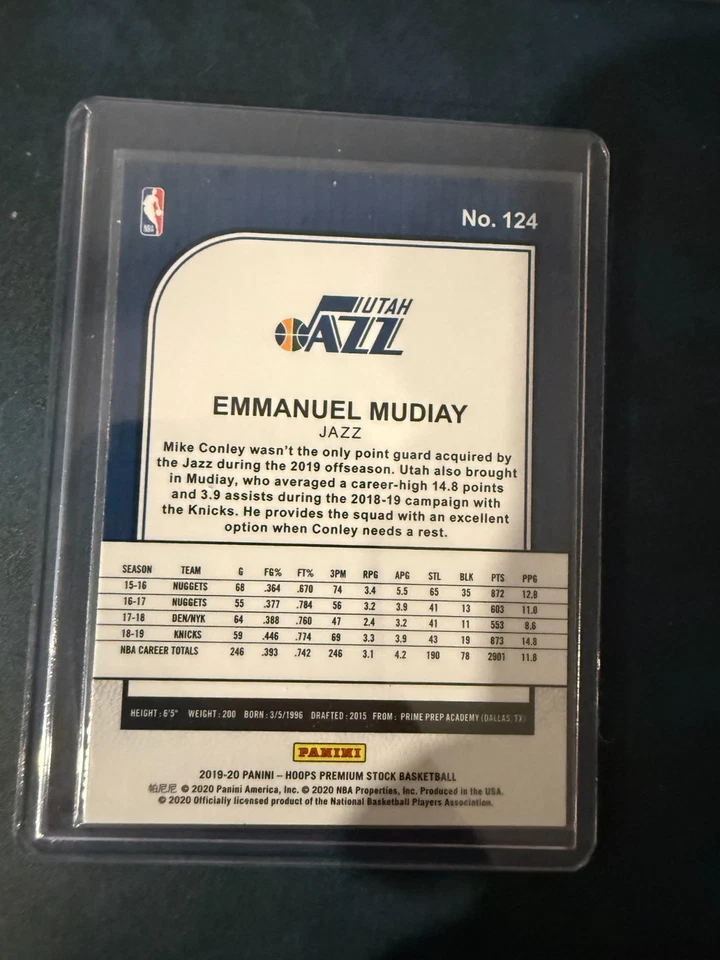 NBA
No. 124
UTAH
JAZZ
EMMANUEL MUDIAY
JAZZ
Mike Conley wasn't the only point guard acquired by
the Jazz during the 2019 offseason. Utah also brought
in Mudiay, who averaged a career-high 14.8 points
and 3.9 assists during the 2018-19 campaign with
the Knicks. He provides the squad with an excellent
option when Conley needs a rest.
SEASON TEAM G FG% FT% 3PM RPG APG STL BLK PTS PPG
15-16 NUGGETS 68 .364 .670 74 3.4 5.5 65 35 872 12.8
16-17 NUGGETS 55 .377 .784 56 3.2 3.9 41 13 603 11.0
17-18 DEN/NYK 64 .388 .760 47 2.4 3.2 41 11 553 8.6
18-19 KNICKS 59 .446 .774 69 3.3 3.9 43 19 873 14.8
NBA CAREER TOTALS 246 .393 .742 246 3.1 4.2 190 78 2901 11.8
HEIGHT: 6'5" WEIGHT: 200 BORN: 3/5/1996 DRAFTED: 2015 FROM: PRIME PREP ACADEMY (DALLAS, TX)
PANINI
2019-20 PANINI – HOOPS PREMIUM STOCK BASKETBALL
帕尼尼 © 2020 Panini America, Inc. © 2020 NBA Properties, Inc. Produced in the USA.
© 2020 Officially licensed product of the National Basketball Players Association.